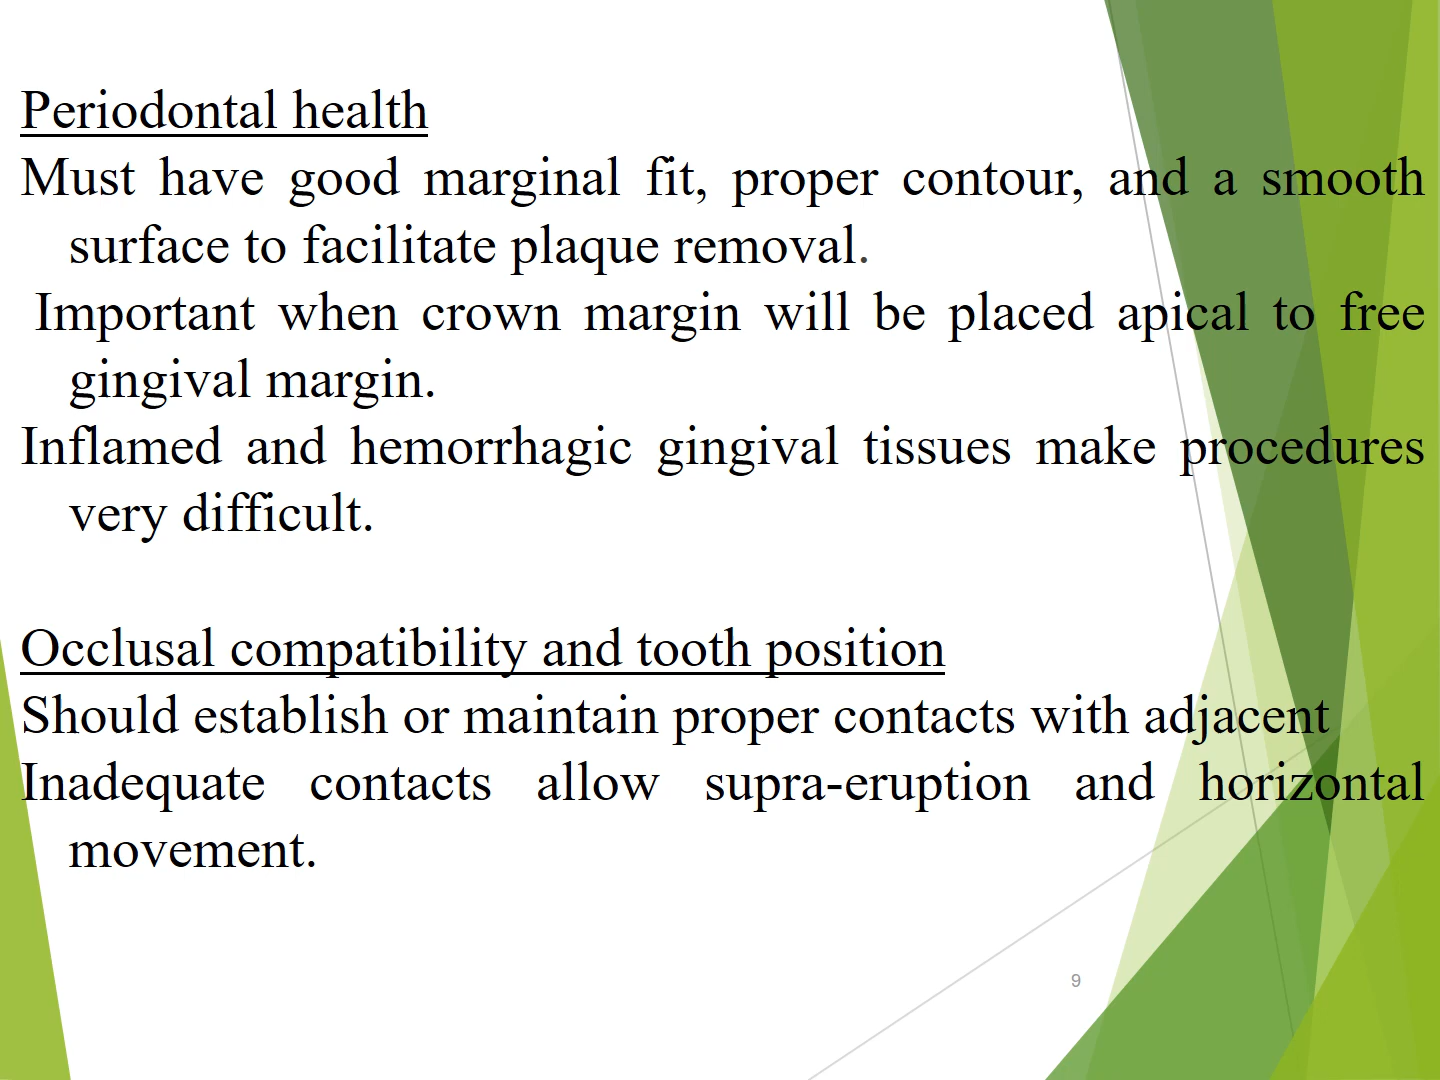 Periodontal health
Must have good marginal fit, proper contour, and a smooth
surface to facilitate plaque removal.
Important when crown margin will be placed apical to free
gingival margin.
Inflamed and hemorrhagic gingival tissues make procedures
very difficult.
Occlusal compatibility and tooth position
Should establish or maintain proper contacts with adjacent
Inadequate contacts allow supra-eruption and horizontal
movement.
9